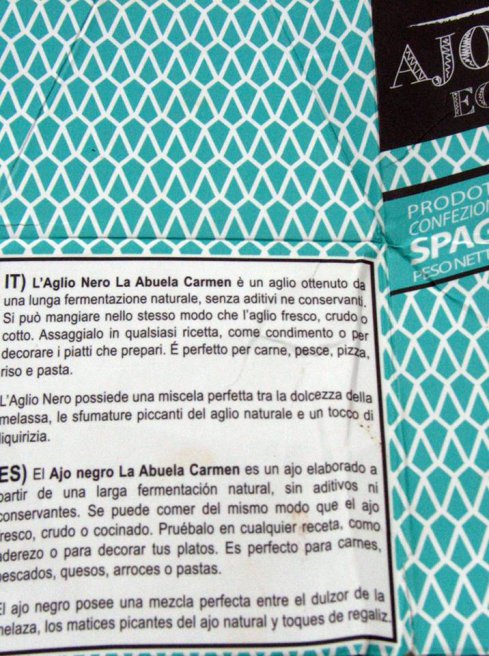 AJO
PRODOT
CONFEZION
SPAG
PESO NETT
IT) L'Aglio Nero La Abuela Carmen è un aglio ottenuto da
una lunga fermentazione naturale, senza aditivi ne conservanti.
Si può mangiare nello stesso modo che l'aglio fresco, crudo o
cotto. Assaggialo in qualsiasi ricetta, come condimento o per
decorare i piatti che prepari. É perfetto per carne, pesce, pizza,
riso e pasta.
L'Aglio Nero possiede una miscela perfetta tra la dolcezza della
melassa, le sfumature piccanti del aglio naturale e un tocco di
liquirizia.
ES) El Ajo negro La Abuela Carmen es un ajo elaborado a
partir de una larga fermentación natural, sin aditivos ni
conservantes. Se puede comer del mismo modo que el ajo
fresco, crudo o cocinado. Pruébalo en cualquier receta, como
aderezo o para decorar tus platos. Es perfecto para carnes,
pescados, quesos, arroces o pastas.
El ajo negro posee una mezcla perfecta entre el dulzor de la
melaza, los matices picantes del ajo natural y toques de regaliz.